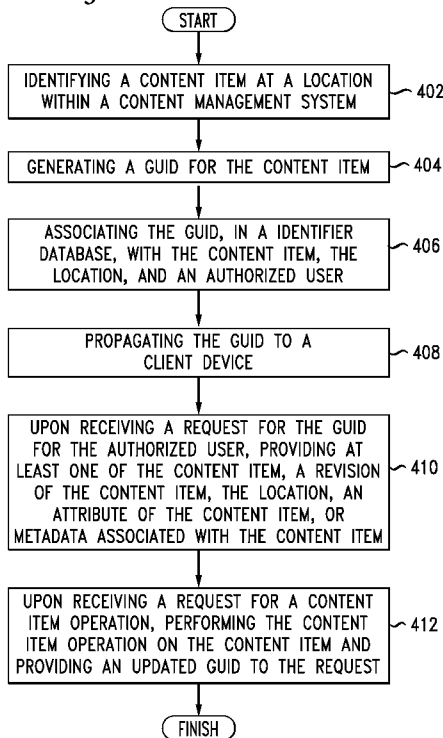 START
IDENTIFYING A CONTENT ITEM AT A LOCATION
WITHIN A CONTENT MANAGEMENT SYSTEM
402
GENERATING A GUID FOR THE CONTENT ITEM
404
ASSOCIATING THE GUID, IN A IDENTIFIER
DATABASE, WITH THE CONTENT ITEM, THE
LOCATION, AND AN AUTHORIZED USER
406
PROPAGATING THE GUID TO A
CLIENT DEVICE
408
UPON RECEIVING A REQUEST FOR THE GUID
FOR THE AUTHORIZED USER, PROVIDING AT
LEAST ONE OF THE CONTENT ITEM, A REVISION
OF THE CONTENT ITEM, THE LOCATION, AN
ATTRIBUTE OF THE CONTENT ITEM, OR
METADATA ASSOCIATED WITH THE CONTENT ITEM
410
UPON RECEIVING A REQUEST FOR A CONTENT
ITEM OPERATION, PERFORMING THE CONTENT
ITEM OPERATION ON THE CONTENT ITEM AND
PROVIDING AN UPDATED GUID TO THE REQUEST
412
FINISH